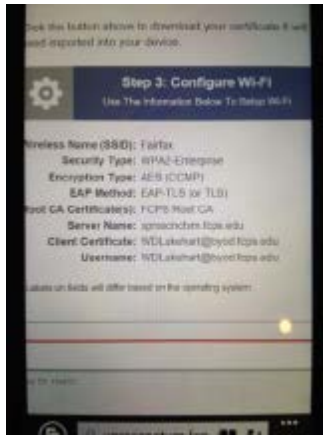 Click this button above to download your certificate. It will
and imported into your device.
Step 3: Configure Wi-Fi
Use The Information Below To Setup Wi-Fi
Wireless Name (SSID): Fairfax
Security Type: WPA2-Enterprise
Encryption Type: AES (CCMP)
EAP Method: EAP-TLS (or TLS)
Root CA Certificate(s): FCPS Root CA
Server Name:
Client Certificate: WDLakehart@byod.fcps.edu
Username: WDLakehart@byod.fcps.edu
Labels on fields will differ based on the operating system